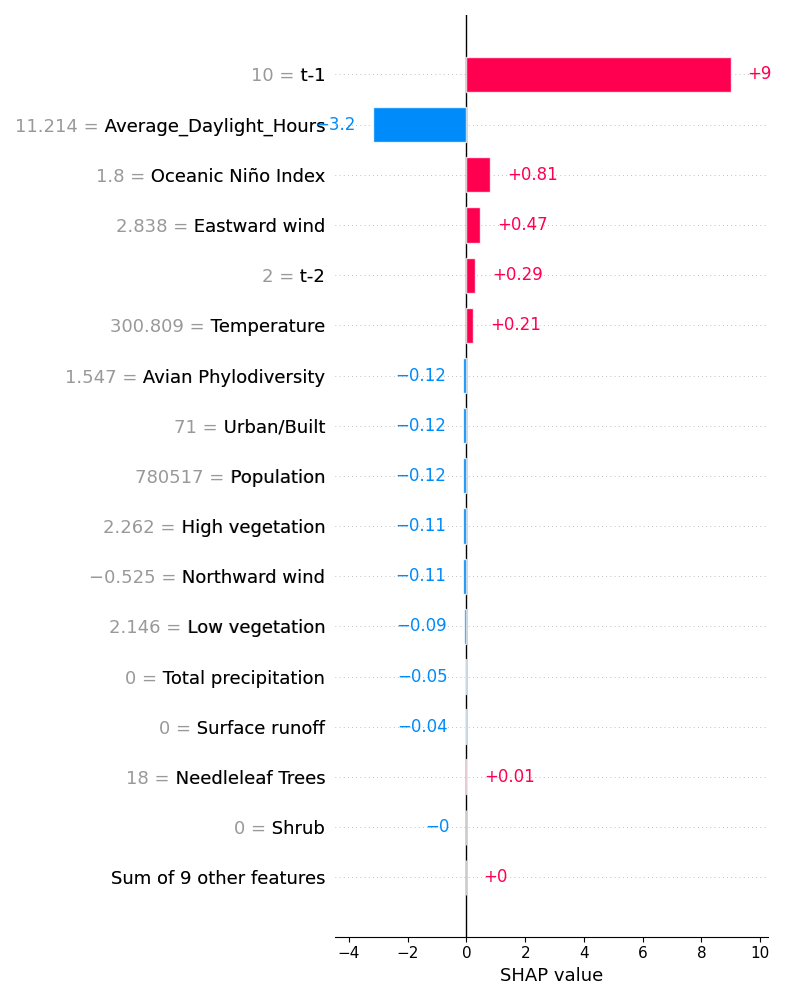 10 = t-1 +9
11.214 = Average_Daylight_Hours −3.2
1.8 = Oceanic Niño Index +0.81
2.838 = Eastward wind +0.47
2 = t-2 +0.29
300.809 = Temperature +0.21
1.547 = Avian Phylodiversity −0.12
71 = Urban/Built −0.12
780517 = Population −0.12
2.262 = High vegetation −0.11
−0.525 = Northward wind −0.11
2.146 = Low vegetation −0.09
0 = Total precipitation −0.05
0 = Surface runoff −0.04
18 = Needleleaf Trees +0.01
0 = Shrub −0
Sum of 9 other features +0
−4 −2 0 2 4 6 8 10
SHAP value